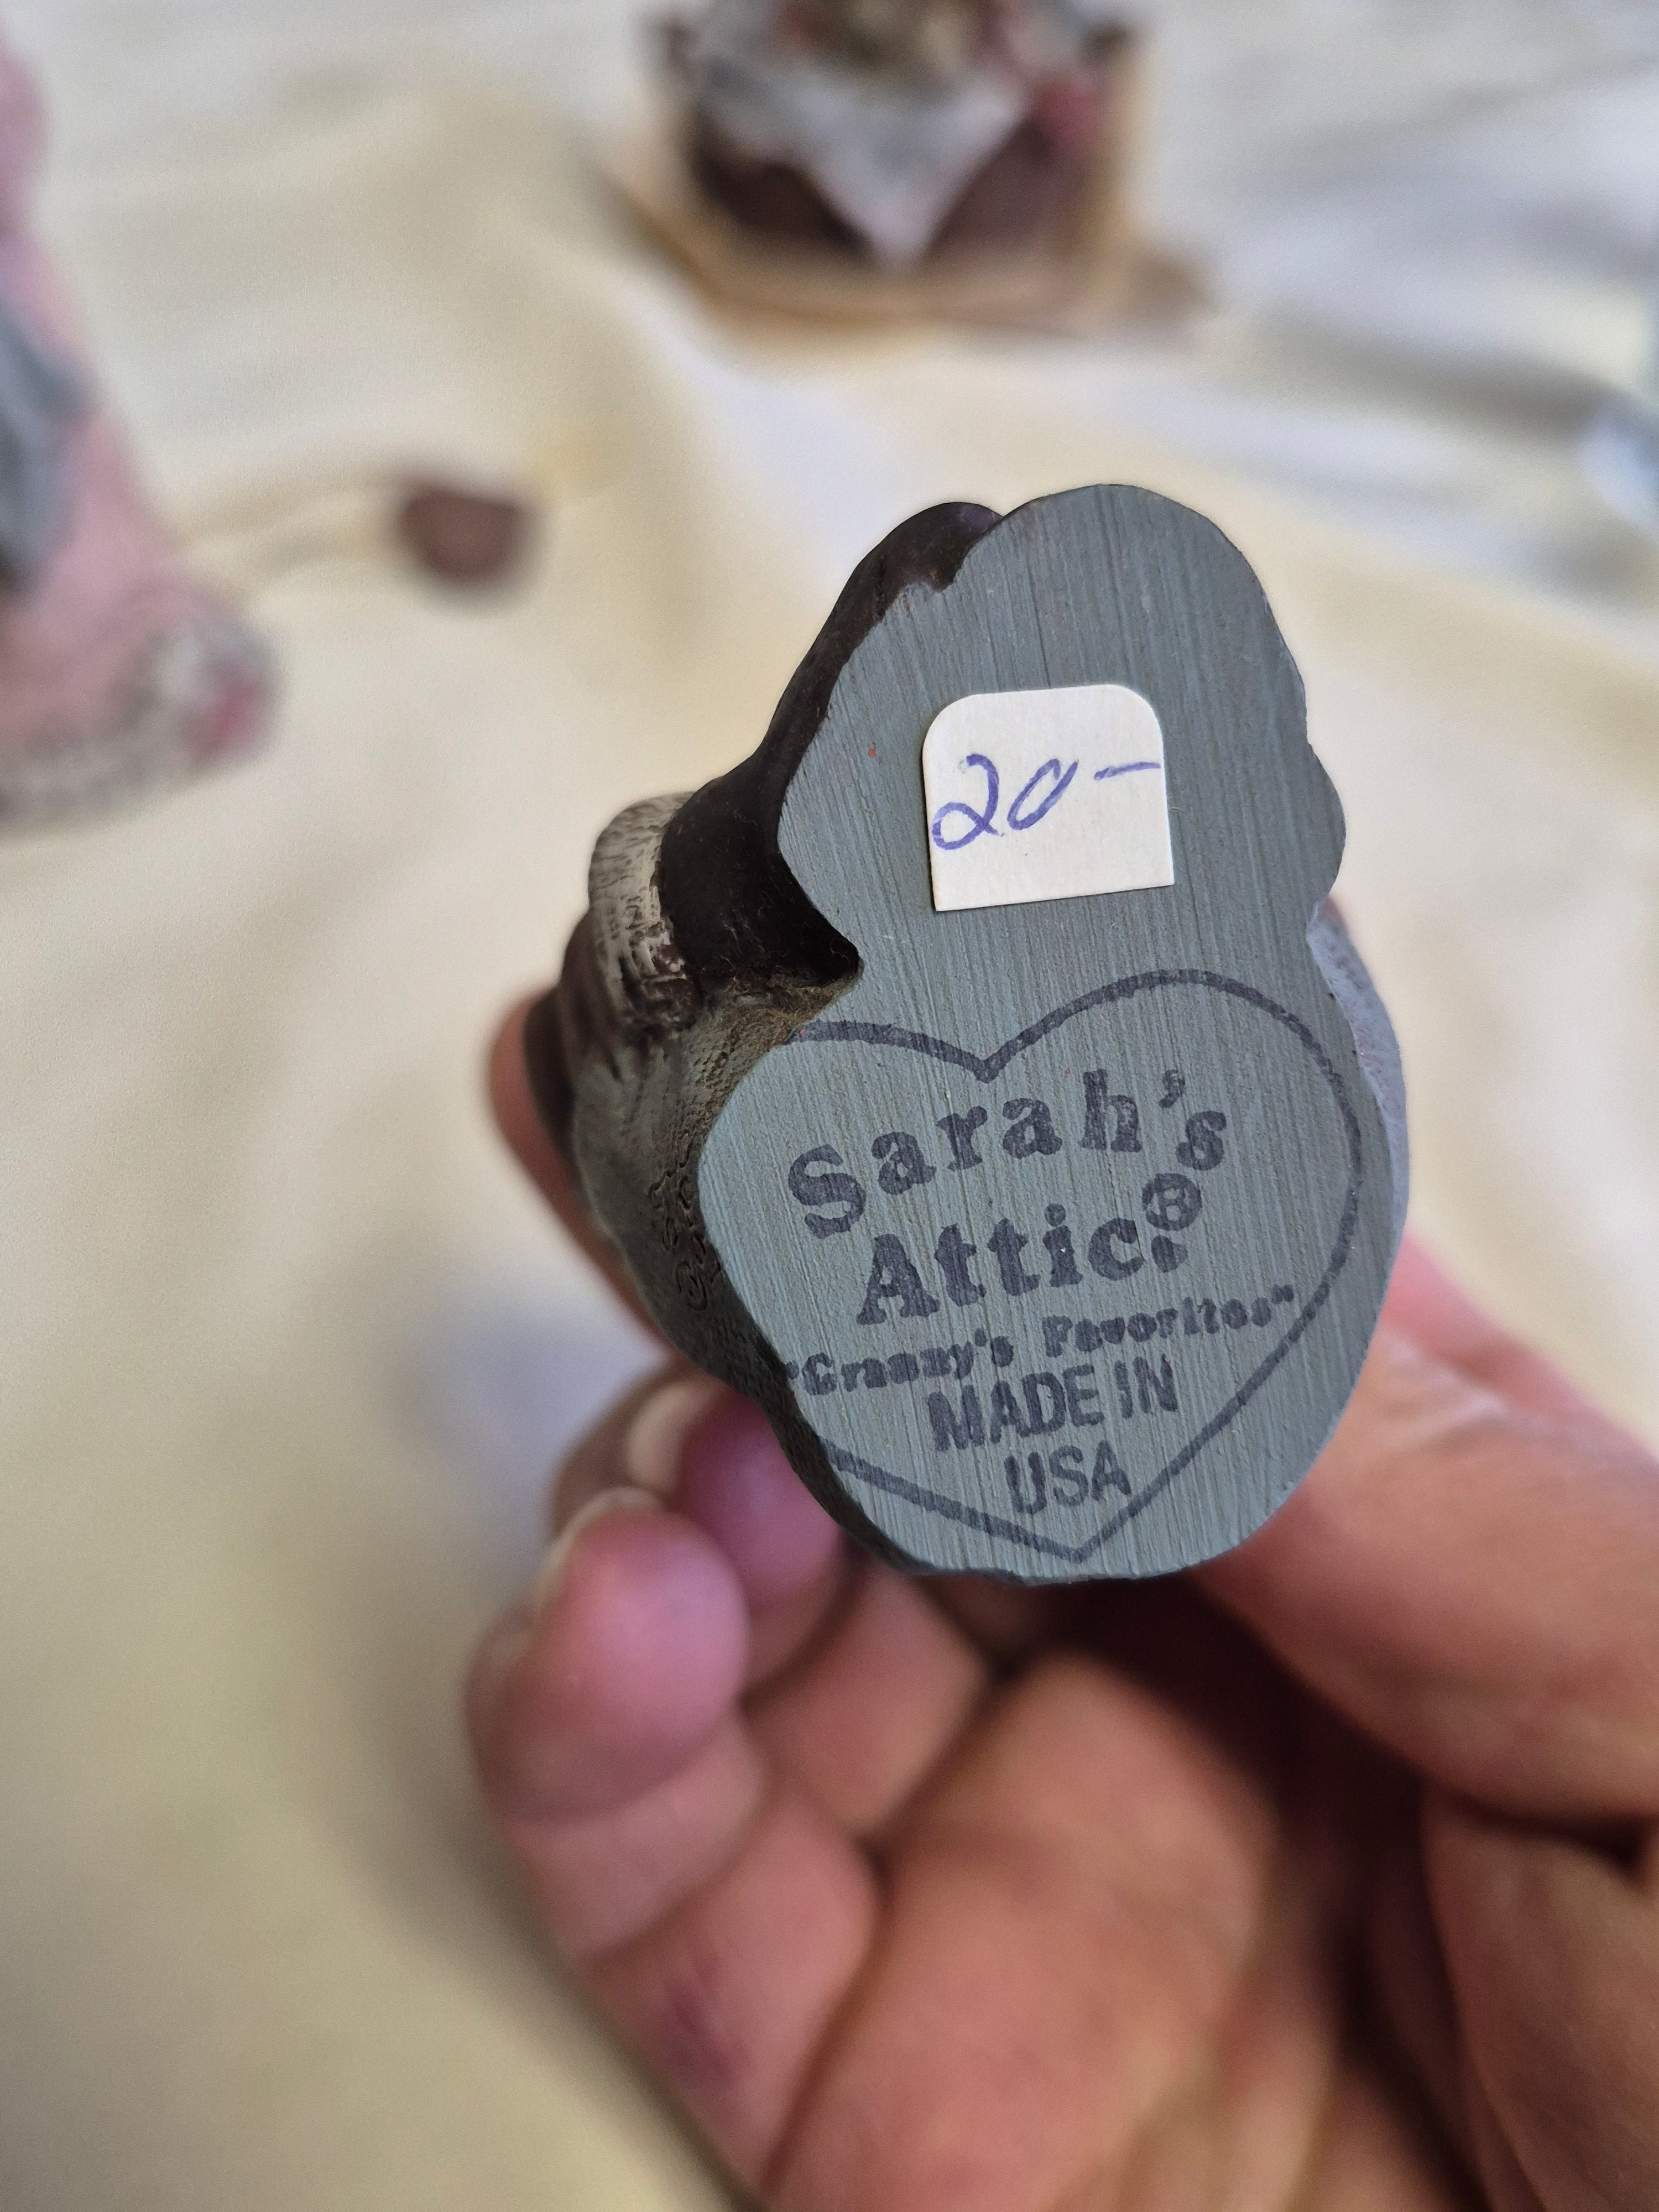 20-
Sarah's
Attic®
"Granny's Favorites"
MADE IN
USA